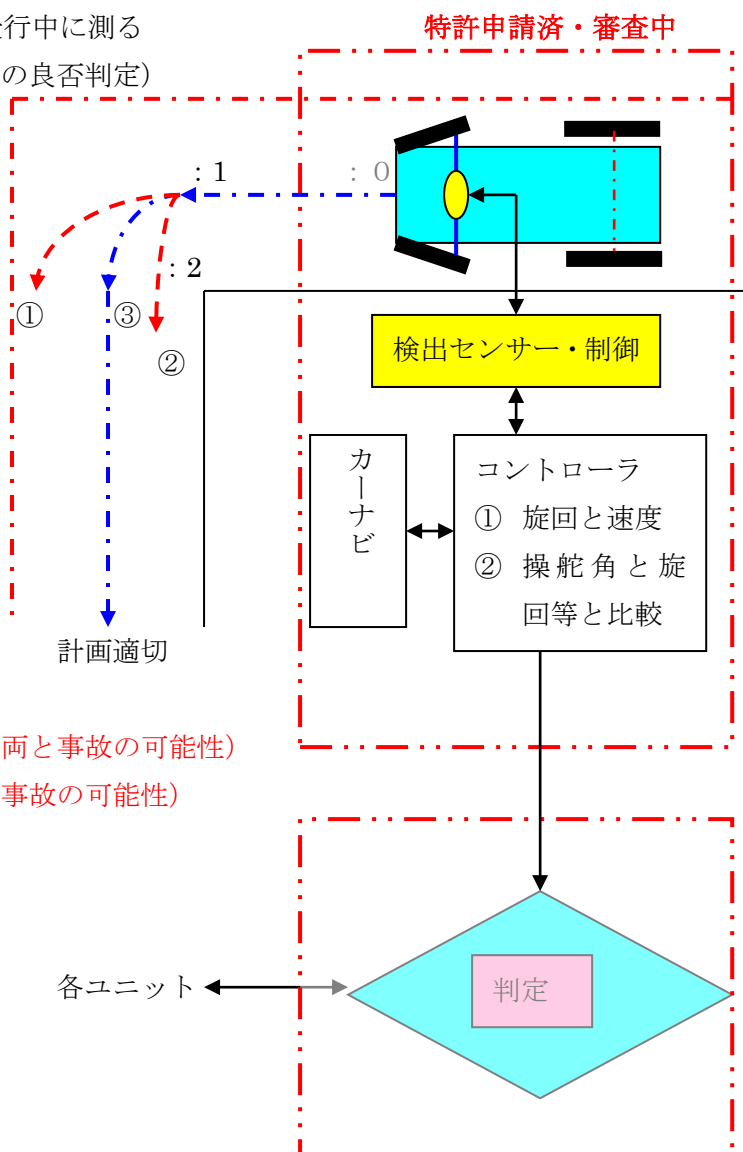 行中に測る
特許申請済・審査中
の良否判定）
：1
：0
：2
①
③
②
検出センサー・制御
カーナビ
コントローラ
① 旋回と速度
② 操舵角と旋
回等と比較
計画適切
両と事故の可能性）
事故の可能性）
各ユニット
判定